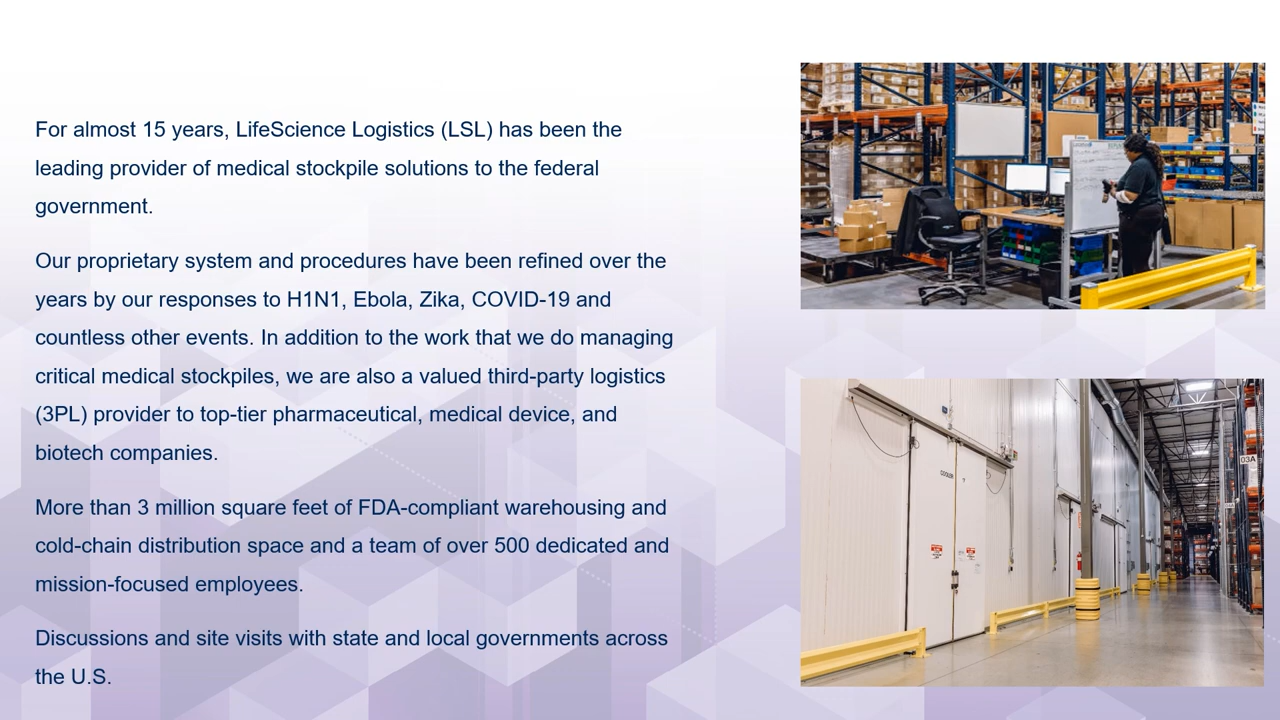 For almost 15 years, LifeScience Logistics (LSL) has been the
leading provider of medical stockpile solutions to the federal
government.
Our proprietary system and procedures have been refined over the
years by our responses to H1N1, Ebola, Zika, COVID-19 and
countless other events. In addition to the work that we do managing
critical medical stockpiles, we are also a valued third-party logistics
(3PL) provider to top-tier pharmaceutical, medical device, and
biotech companies.
More than 3 million square feet of FDA-compliant warehousing and
cold-chain distribution space and a team of over 500 dedicated and
mission-focused employees.
Discussions and site visits with state and local governments across
the U.S.
COOLER
03A